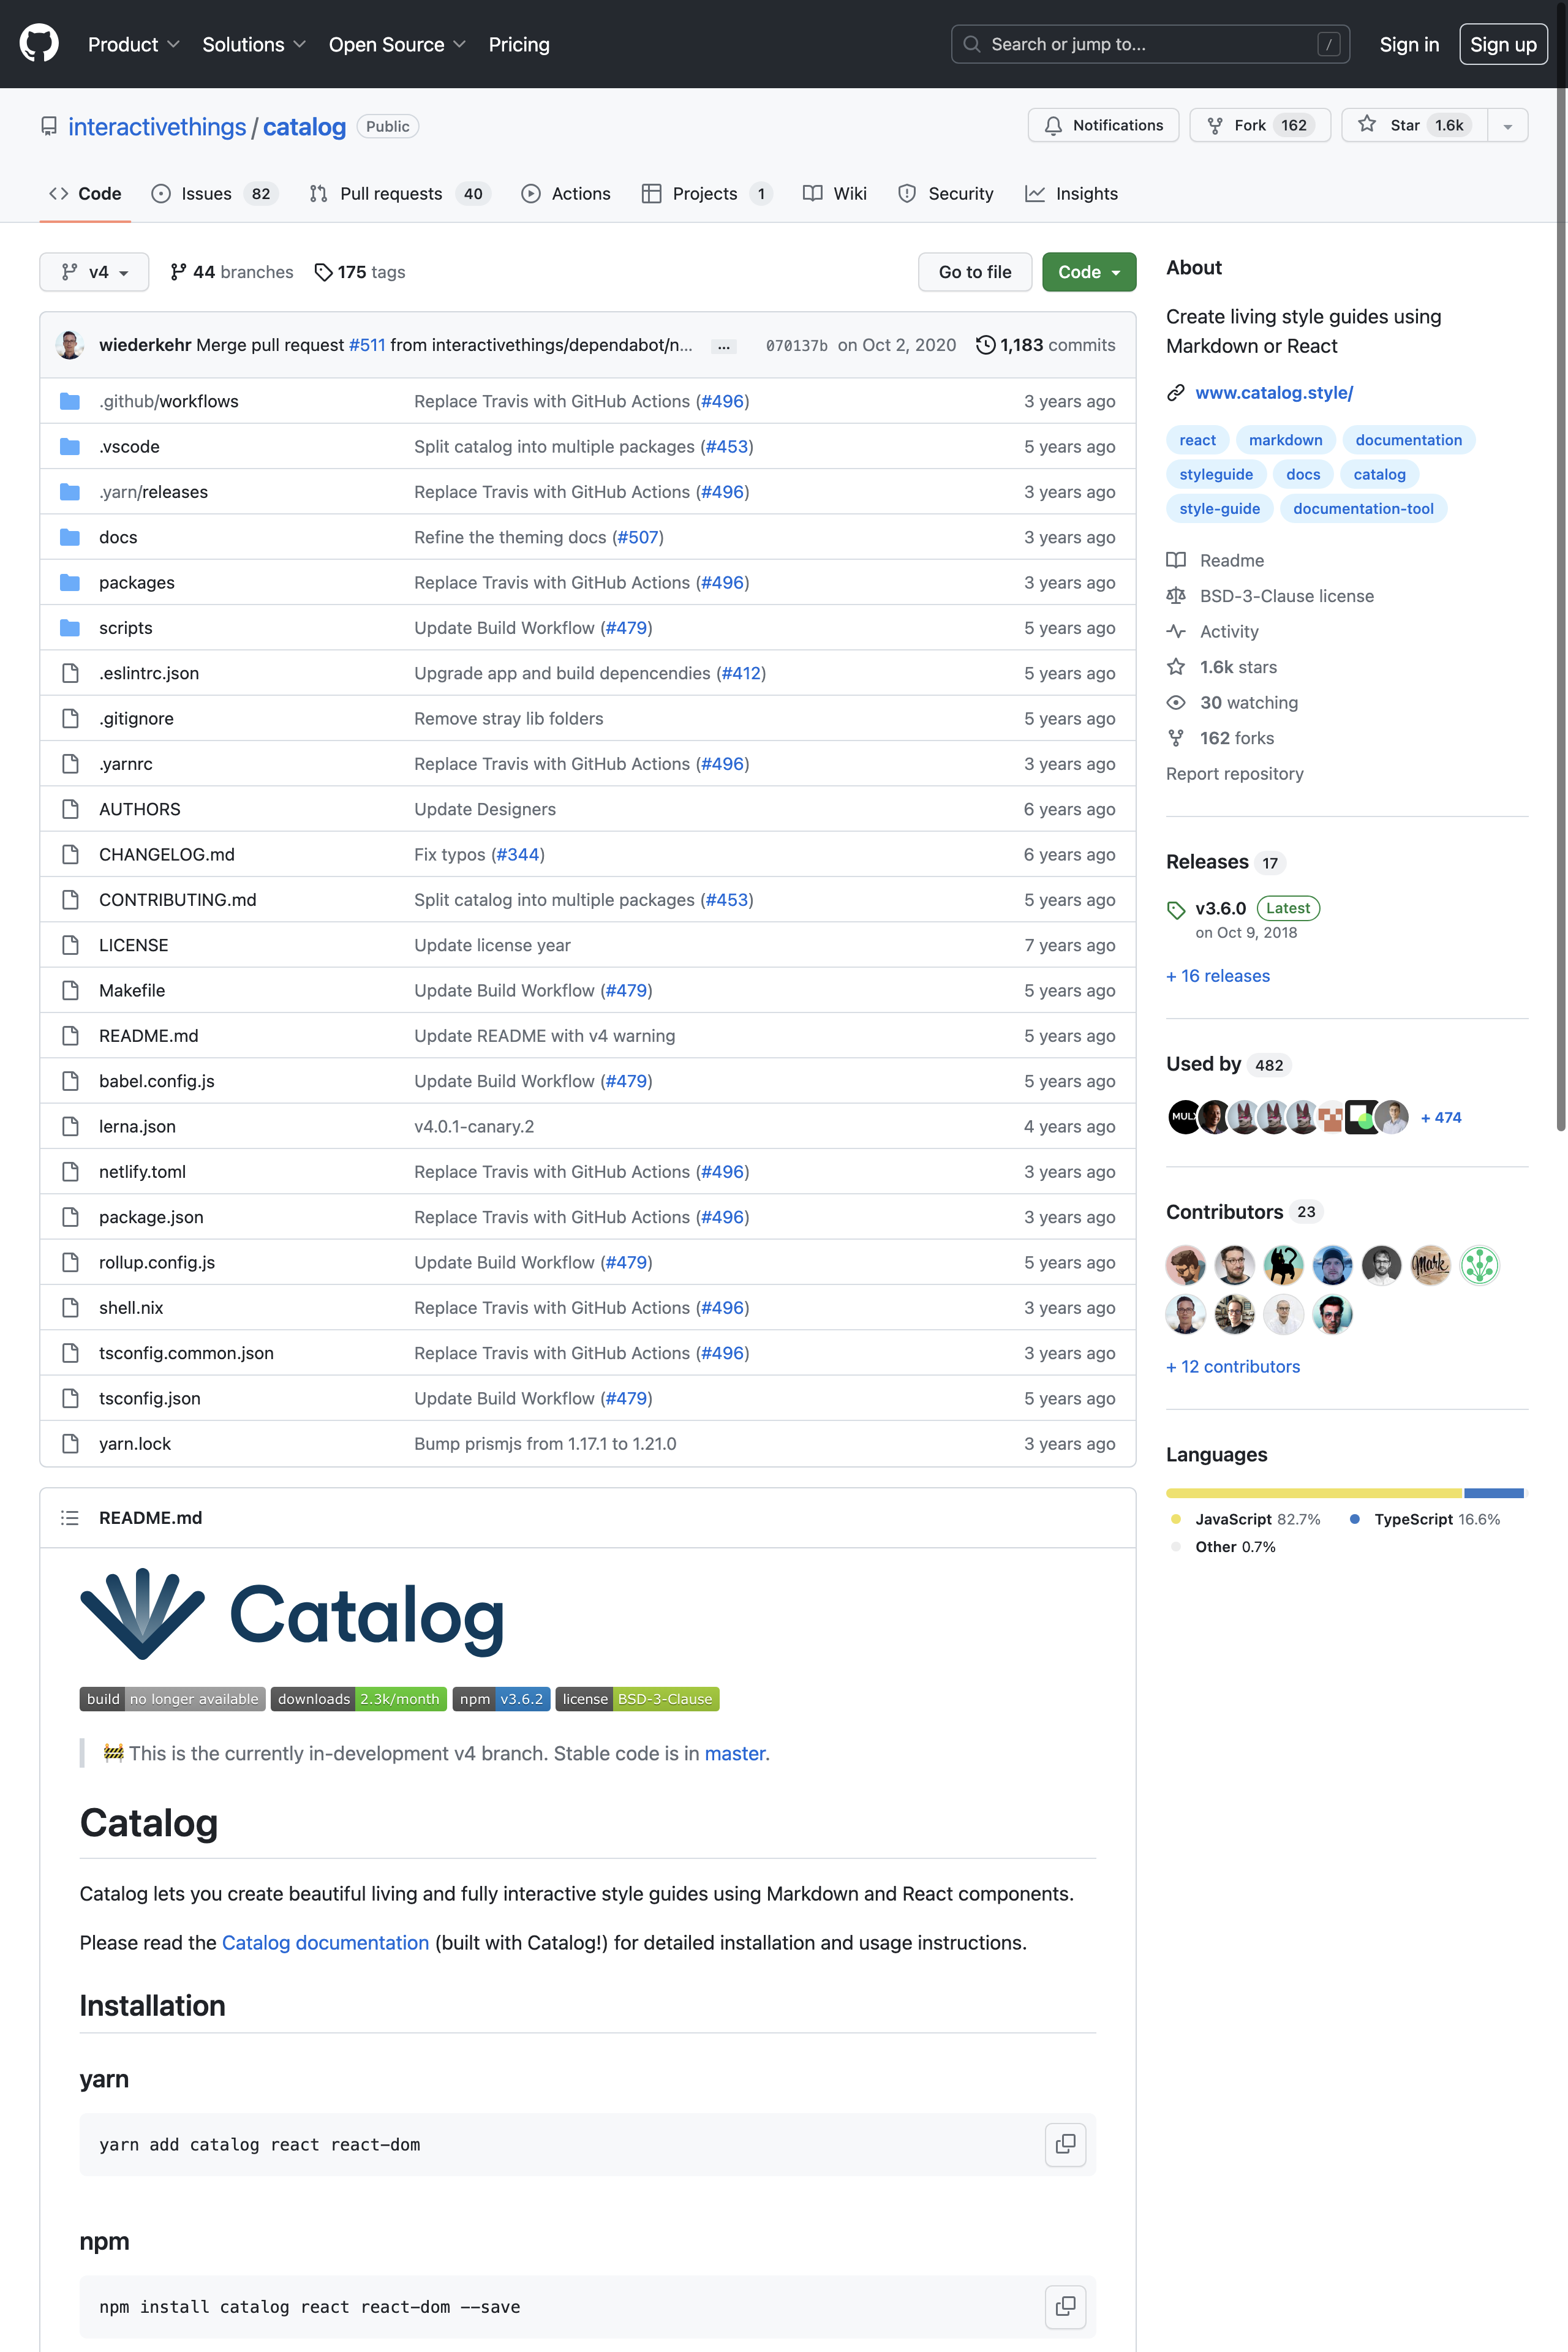 Product Solutions Open Source Pricing Search or jump to... / Sign in Sign up
interactivethings / catalog Public Notifications Fork 162 Star 1.6k
Code Issues 82 Pull requests 40 Actions Projects 1 Wiki Security Insights
v4 44 branches 175 tags Go to file Code
wiederkehr Merge pull request #511 from interactivethings/dependabot/n... ... 070137b on Oct 2, 2020 1,183 commits
.github/workflows Replace Travis with GitHub Actions (#496) 3 years ago
.vscode Split catalog into multiple packages (#453) 5 years ago
.yarn/releases Replace Travis with GitHub Actions (#496) 3 years ago
docs Refine the theming docs (#507) 3 years ago
packages Replace Travis with GitHub Actions (#496) 3 years ago
scripts Update Build Workflow (#479) 5 years ago
.eslintrc.json Upgrade app and build depencendies (#412) 5 years ago
.gitignore Remove stray lib folders 5 years ago
.yarnrc Replace Travis with GitHub Actions (#496) 3 years ago
AUTHORS Update Designers 6 years ago
CHANGELOG.md Fix typos (#344) 6 years ago
CONTRIBUTING.md Split catalog into multiple packages (#453) 5 years ago
LICENSE Update license year 7 years ago
Makefile Update Build Workflow (#479) 5 years ago
README.md Update README with v4 warning 5 years ago
babel.config.js Update Build Workflow (#479) 5 years ago
lerna.json v4.0.1-canary.2 4 years ago
netlify.toml Replace Travis with GitHub Actions (#496) 3 years ago
package.json Replace Travis with GitHub Actions (#496) 3 years ago
rollup.config.js Update Build Workflow (#479) 5 years ago
shell.nix Replace Travis with GitHub Actions (#496) 3 years ago
tsconfig.common.json Replace Travis with GitHub Actions (#496) 3 years ago
tsconfig.json Update Build Workflow (#479) 5 years ago
yarn.lock Bump prismjs from 1.17.1 to 1.21.0 3 years ago
README.md
Catalog
build no longer available downloads 2.3k/month npm v3.6.2 license BSD-3-Clause
🚧 This is the currently in-development v4 branch. Stable code is in master.
Catalog
Catalog lets you create beautiful living and fully interactive style guides using Markdown and React components.
Please read the Catalog documentation (built with Catalog!) for detailed installation and usage instructions.
Installation
yarn
yarn add catalog react react-dom
npm
npm install catalog react react-dom --save
About
Create living style guides using
Markdown or React
www.catalog.style/
react markdown documentation
styleguide docs catalog
style-guide documentation-tool
Readme
BSD-3-Clause license
Activity
1.6k stars
30 watching
162 forks
Report repository
Releases 17
v3.6.0 Latest
on Oct 9, 2018
+ 16 releases
Used by 482
MUL + 474
Contributors 23
Mark
+ 12 contributors
Languages
JavaScript 82.7% TypeScript 16.6%
Other 0.7%